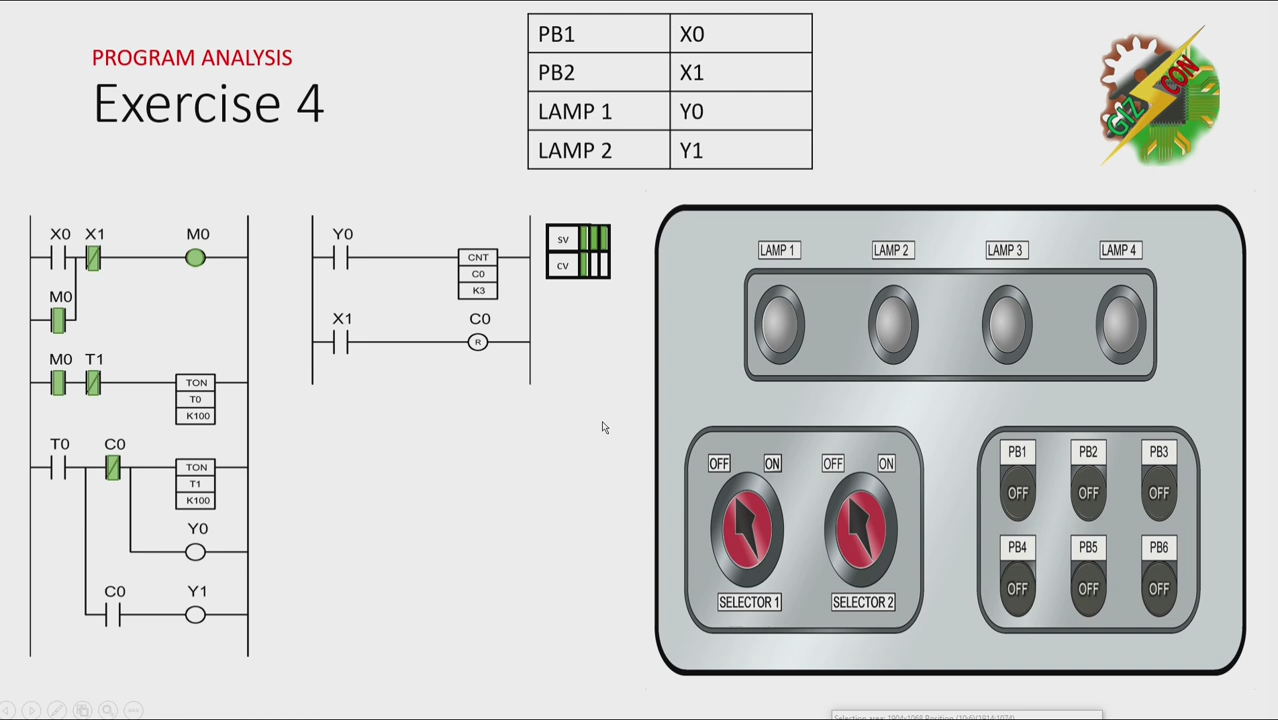 PROGRAM ANALYSIS
Exercise 4
PB1 X0
PB2 X1
LAMP 1 Y0
LAMP 2 Y1
GIZ CON
X0 X1 M0
M0
M0 T1
TON
T0
K100
T0 C0
TON
T1
K100
Y0
C0 Y1
Y0
CNT
C0
K3
X1 C0
R
SV
CV
LAMP 1 LAMP 2 LAMP 3 LAMP 4
OFF ON OFF ON
SELECTOR 1 SELECTOR 2
PB1 PB2 PB3
OFF OFF OFF
PB4 PB5 PB6
OFF OFF OFF